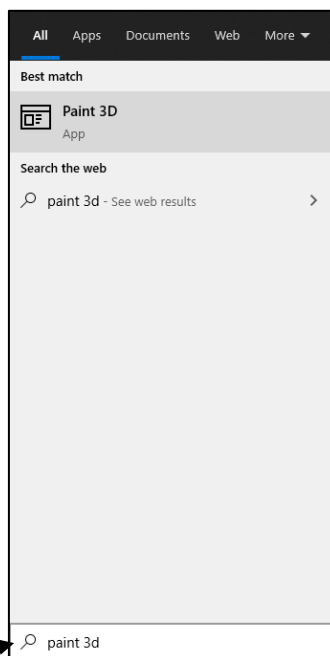 All Apps Documents Web More
Best match
Paint 3D
App
Search the web
paint 3d - See web results
paint 3d